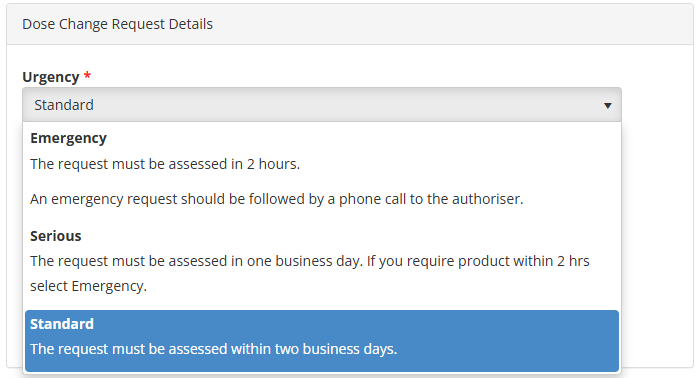 Dose Change Request Details
Urgency *
Standard
Emergency
The request must be assessed in 2 hours.
An emergency request should be followed by a phone call to the authoriser.
Serious
The request must be assessed in one business day. If you require product within 2 hrs
select Emergency.
Standard
The request must be assessed within two business days.